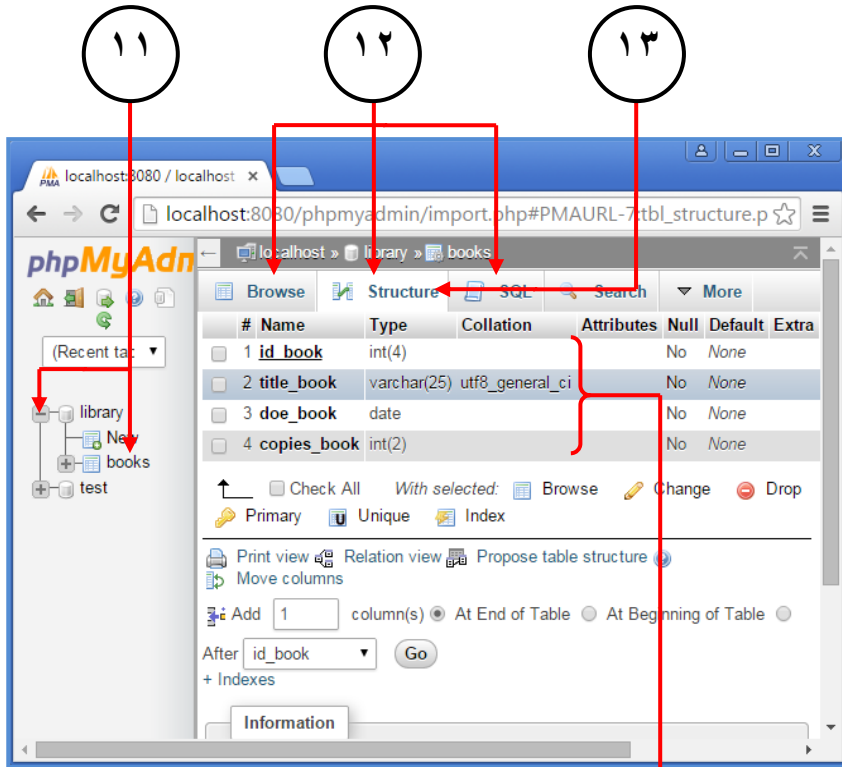 ١١ ١٢ ١٣
localhost:8080 / localhost
localhost:8080/phpmyadmin/import.php#PMAURL-7:tbl_structure.p
phpMyAdn
localhost » library » books
Browse Structure SQL Search More
# Name Type Collation Attributes Null Default Extra
(Recent tab
1 id_book int(4) No None
2 title_book varchar(25) utf8_general_ci No None
3 doe_book date No None
4 copies_book int(2) No None
library
New
books
test
Check All With selected: Browse Change Drop
Primary Unique Index
Print view Relation view Propose table structure
Move columns
Add 1 column(s) At End of Table At Beginning of Table
After id_book Go
+ Indexes
Information